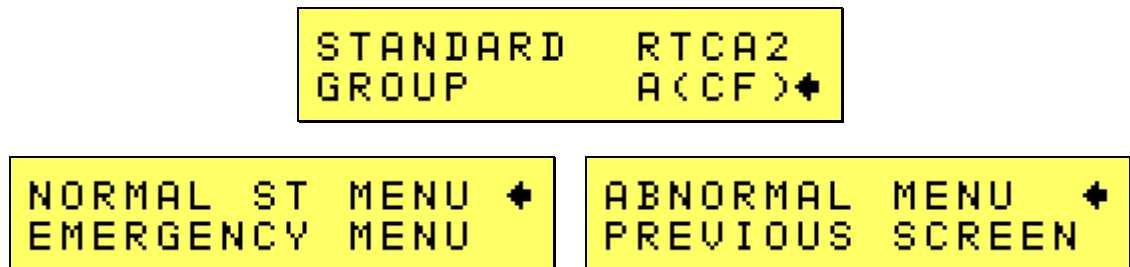 STANDARD RTCA2
GROUP A(CF)←
NORMAL ST MENU ←
EMERGENCY MENU
ABNORMAL MENU ←
PREVIOUS SCREEN